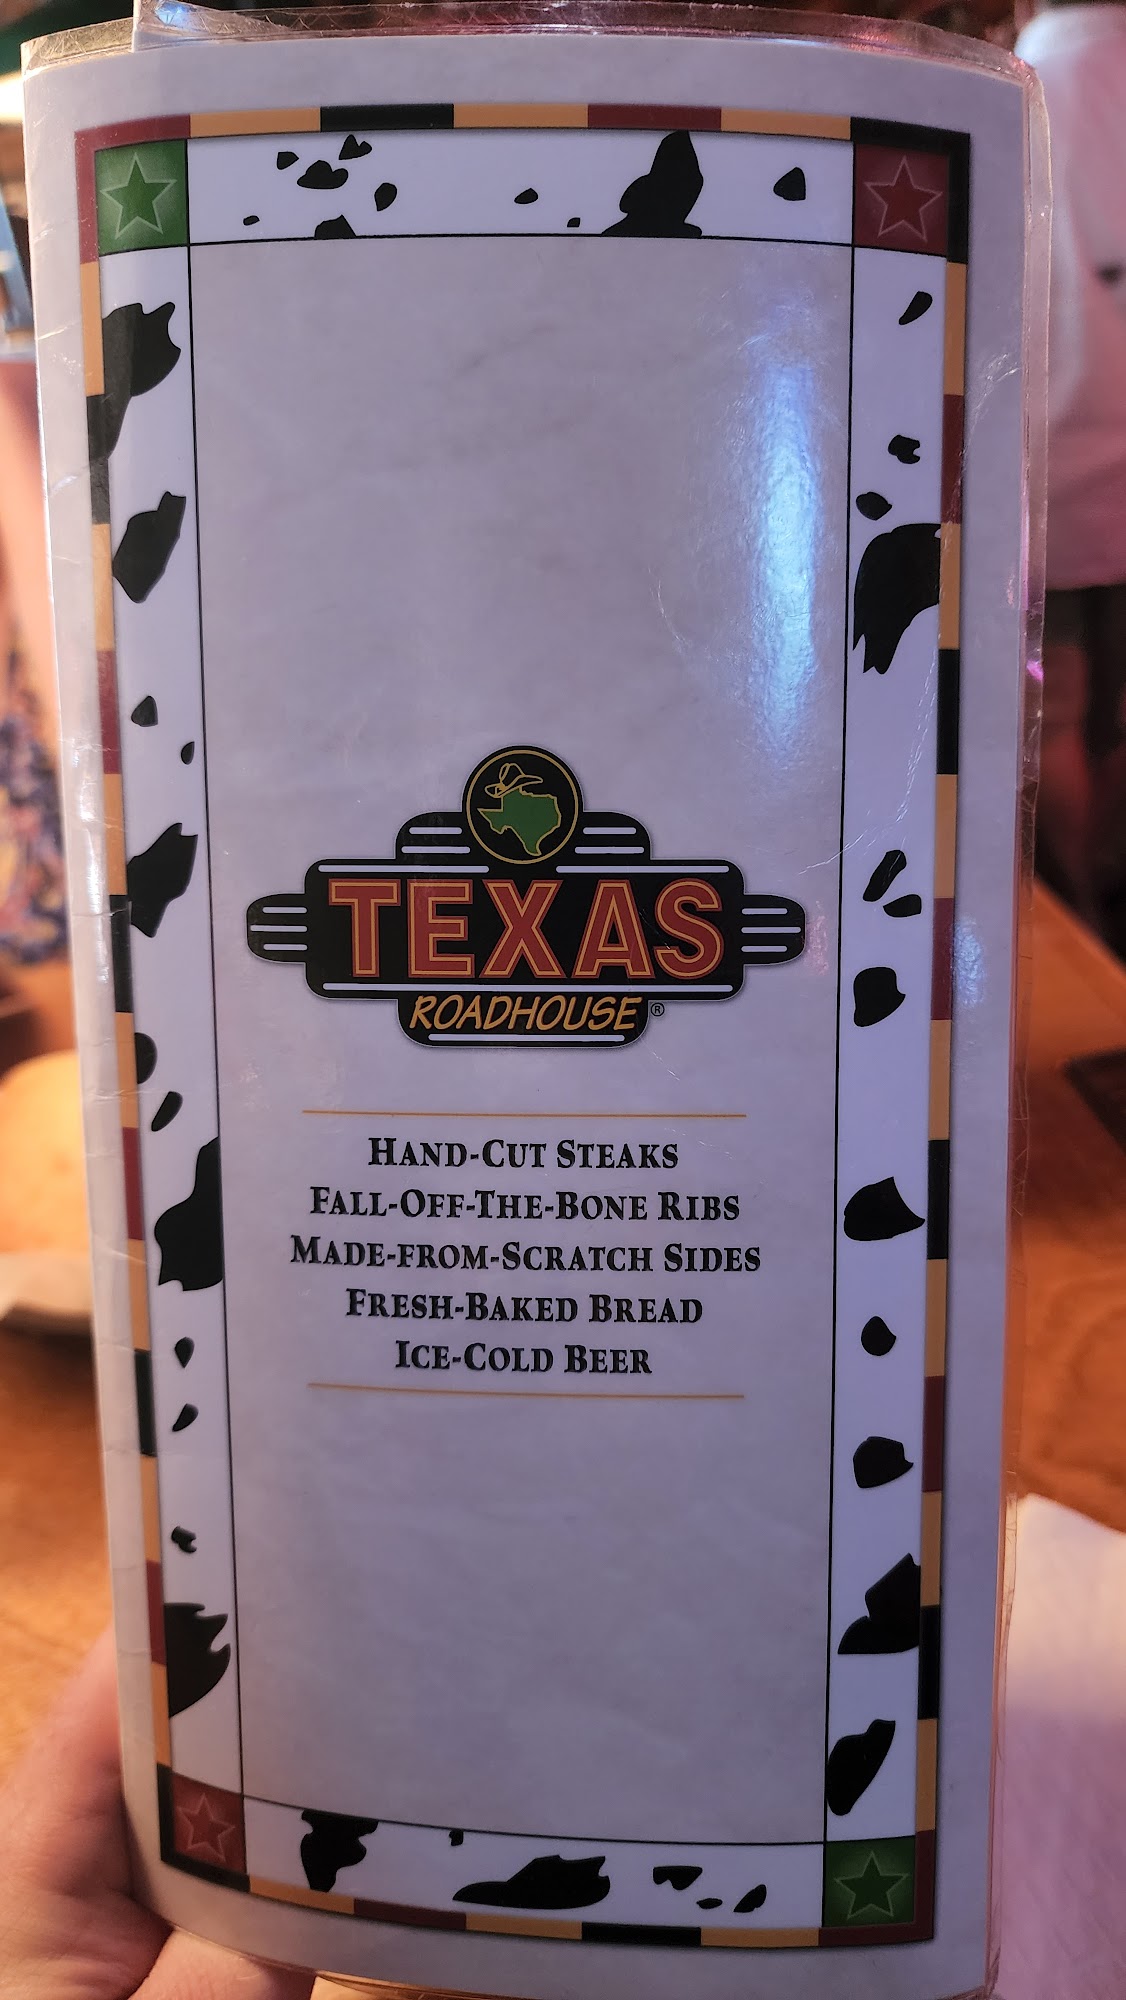 TEXAS
ROADHOUSE®
HAND-CUT STEAKS
FALL-OFF-THE-BONE RIBS
MADE-FROM-SCRATCH SIDES
FRESH-BAKED BREAD
ICE-COLD BEER